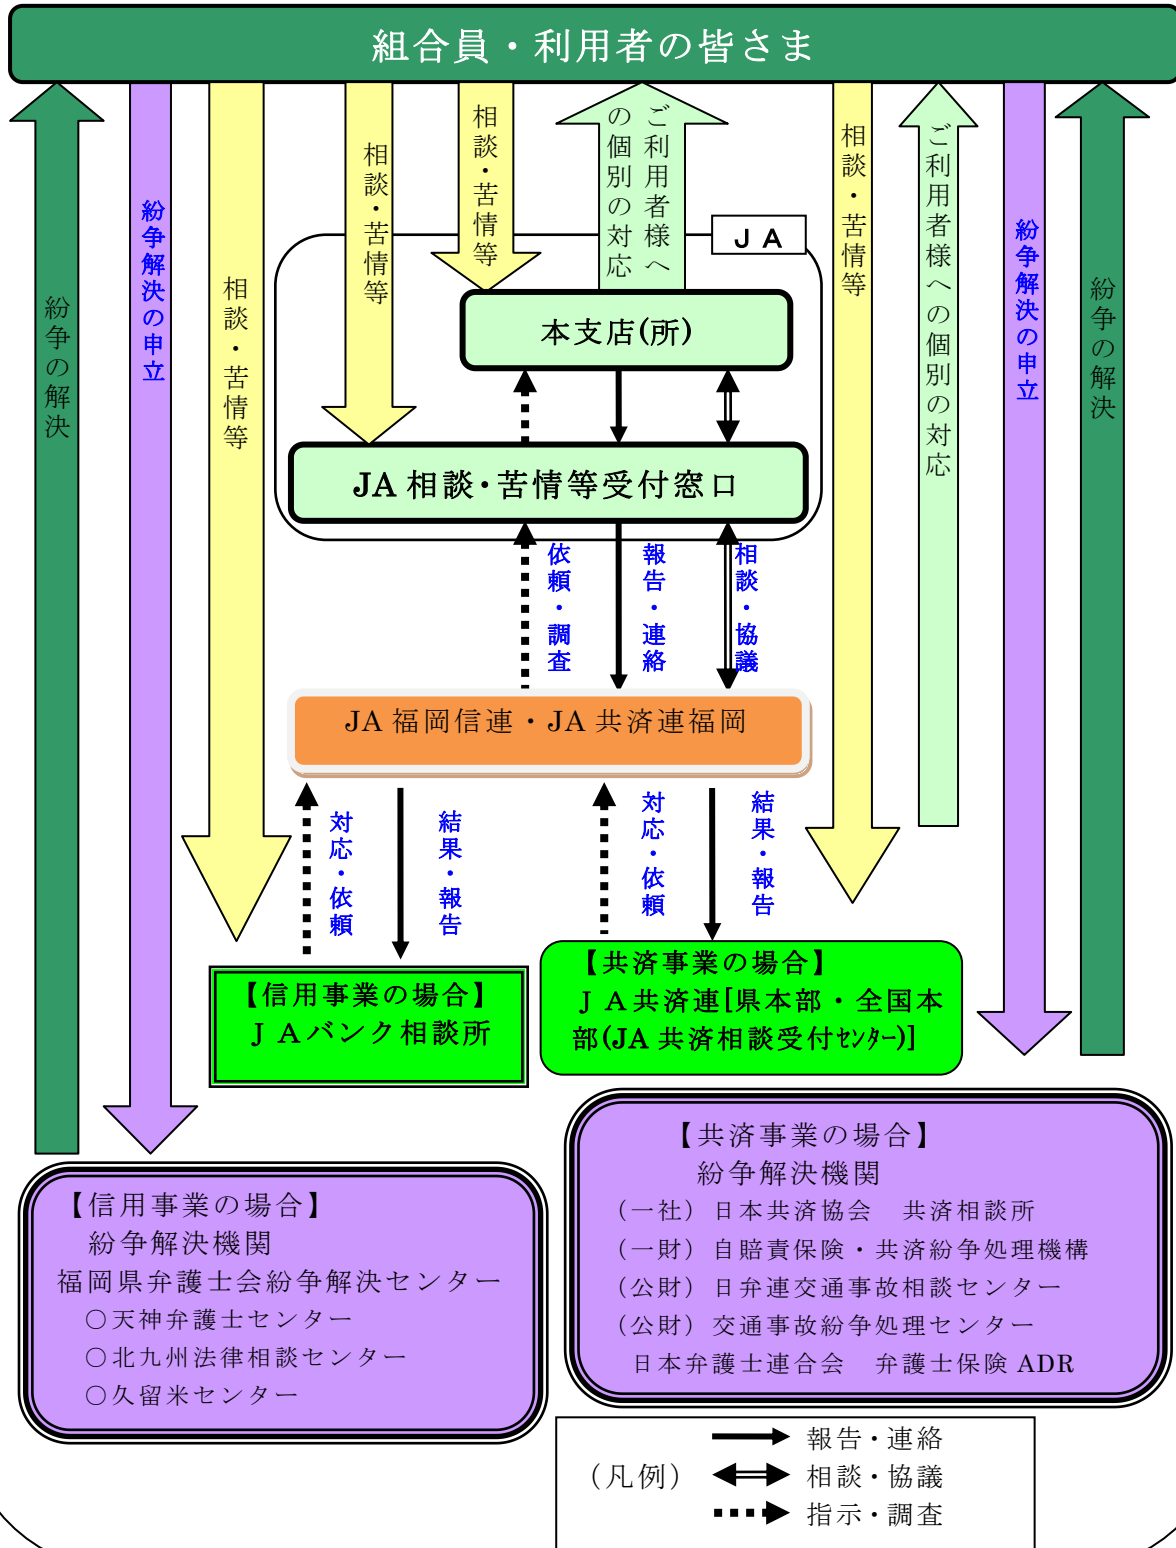 組合員・利用者の皆さま
紛争の解決
紛争解決の申立
相談・苦情等
相談・苦情等
相談・苦情等
ご利用者様へ
の個別の対応
相談・苦情等
ご利用者様への個別の対応
紛争解決の申立
紛争の解決
JA
本支店(所)
JA 相談・苦情等受付窓口
依頼・調査
報告・連絡
相談・協議
JA 福岡信連・JA 共済連福岡
対応・依頼
結果・報告
対応・依頼
結果・報告
【信用事業の場合】
JAバンク相談所
【共済事業の場合】
JA共済連[県本部・全国本
部(JA 共済相談受付ｾﾝﾀｰ)]
【信用事業の場合】
紛争解決機関
福岡県弁護士会紛争解決センター
○天神弁護士センター
○北九州法律相談センター
○久留米センター
【共済事業の場合】
紛争解決機関
(一社) 日本共済協会　共済相談所
(一財) 自賠責保険・共済紛争処理機構
(公財) 日弁連交通事故相談センター
(公財) 交通事故紛争処理センター
日本弁護士連合会　弁護士保険 ADR
(凡例)
報告・連絡
相談・協議
指示・調査